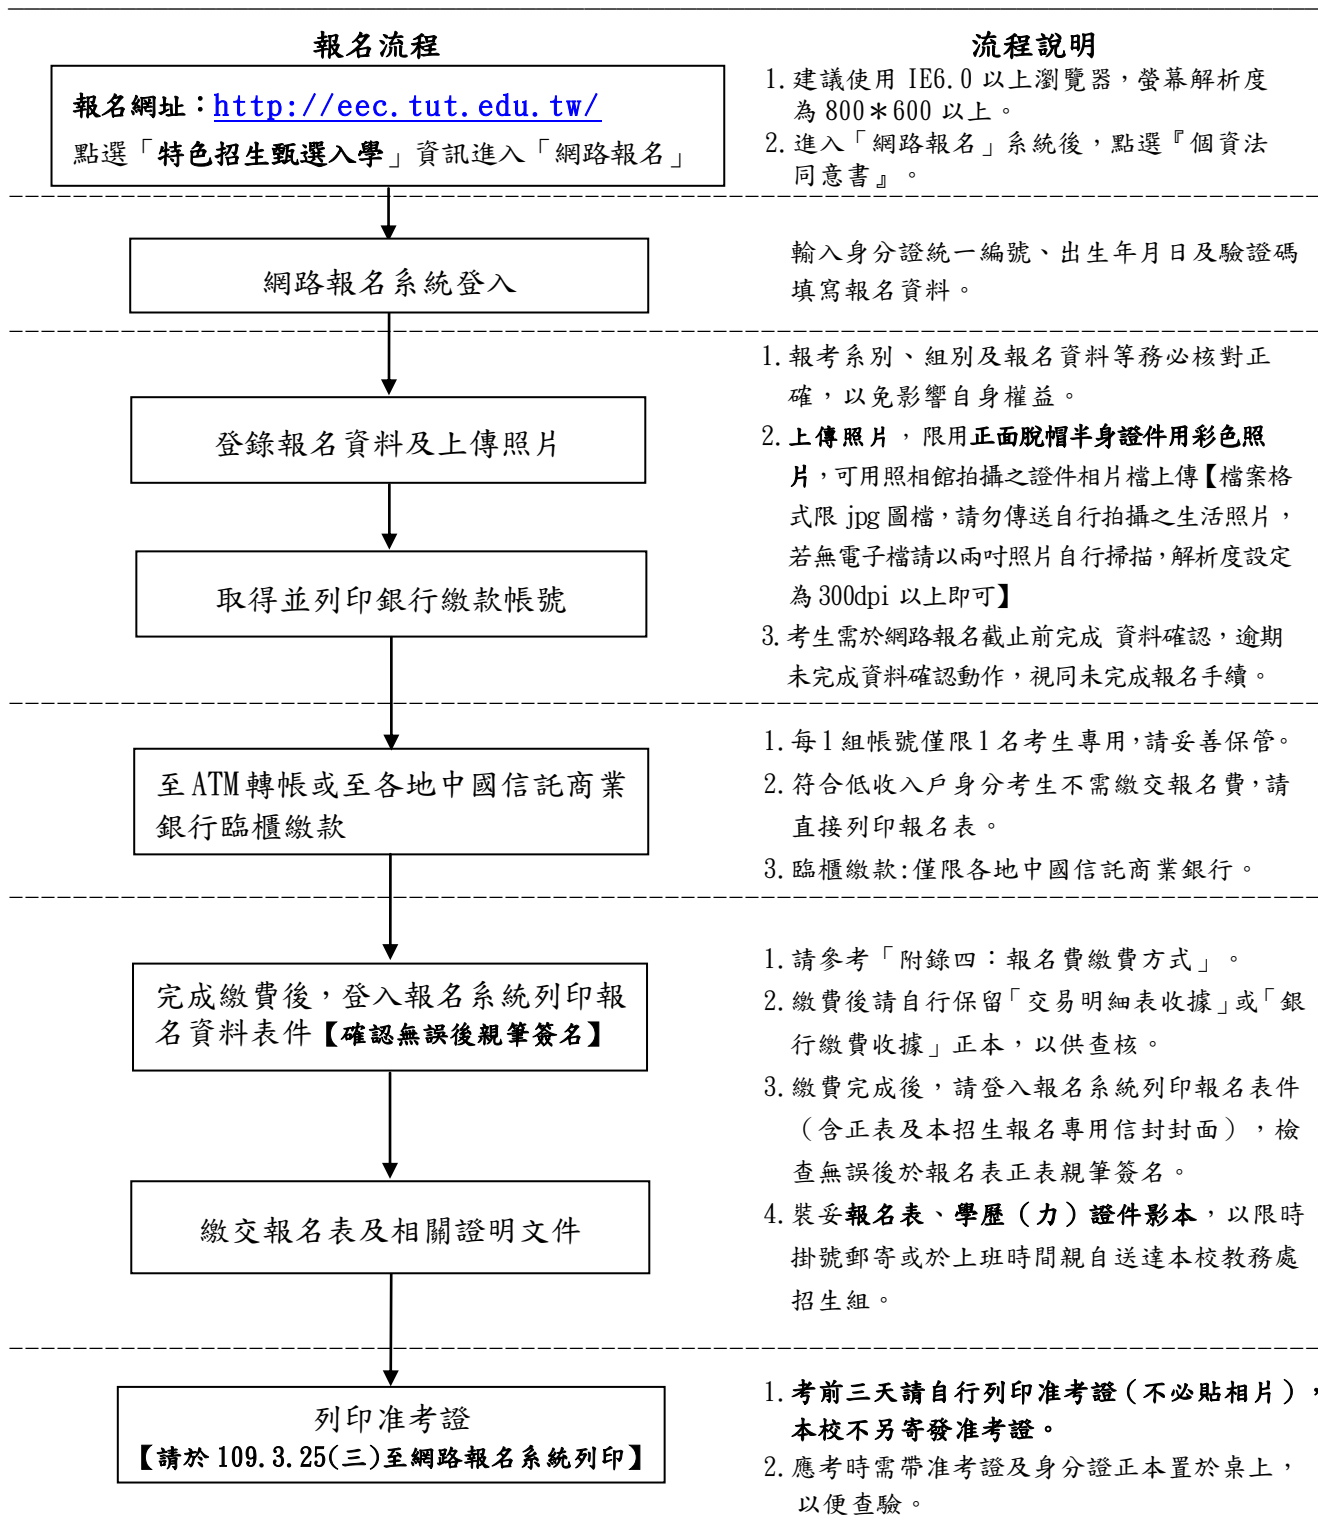 報名流程
流程說明
報名網址：http://eec.tut.edu.tw/
點選「特色招生甄選入學」資訊進入「網路報名」
1.建議使用 IE6.0 以上瀏覽器，螢幕解析度
為 800＊600 以上。
2.進入「網路報名」系統後，點選『個資法
同意書』。
網路報名系統登入
輸入身分證統一編號、出生年月日及驗證碼
填寫報名資料。
登錄報名資料及上傳照片
取得並列印銀行繳款帳號
1.報考系別、組別及報名資料等務必核對正
確，以免影響自身權益。
2.上傳照片，限用正面脫帽半身證件用彩色照
片，可用照相館拍攝之證件相片檔上傳【檔案格
式限 jpg 圖檔，請勿傳送自行拍攝之生活照片，
若無電子檔請以兩吋照片自行掃描，解析度設定
為 300dpi 以上即可】
3.考生需於網路報名截止前完成 資料確認，逾期
未完成資料確認動作，視同未完成報名手續。
至 ATM 轉帳或至各地中國信託商業
銀行臨櫃繳款
1.每 1 組帳號僅限 1 名考生專用，請妥善保管。
2.符合低收入戶身分考生不需繳交報名費，請
直接列印報名表。
3.臨櫃繳款:僅限各地中國信託商業銀行。
完成繳費後，登入報名系統列印報
名資料表件【確認無誤後親筆簽名】
繳交報名表及相關證明文件
1.請參考「附錄四：報名費繳費方式」。
2.繳費後請自行保留「交易明細表收據」或「銀
行繳費收據」正本，以供查核。
3.繳費完成後，請登入報名系統列印報名表件
（含正表及本招生報名專用信封封面），檢
查無誤後於報名表正表親筆簽名。
4.裝妥報名表、學歷（力）證件影本，以限時
掛號郵寄或於上班時間親自送達本校教務處
招生組。
列印准考證
【請於 109.3.25(三)至網路報名系統列印】
1.考前三天請自行列印准考證（不必貼相片），
本校不另寄發准考證。
2.應考時需帶准考證及身分證正本置於桌上，
以便查驗。